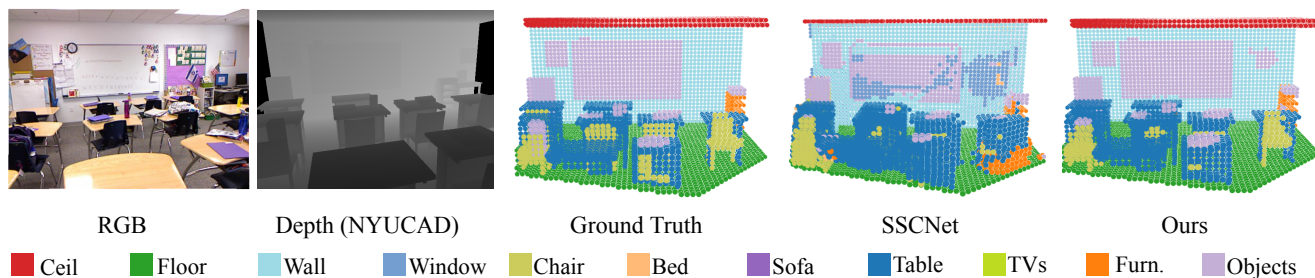 RGB Depth (NYUCAD) Ground Truth SSCNet Ours
Ceil Floor Wall Window Chair Bed Sofa Table TVs Furn. Objects